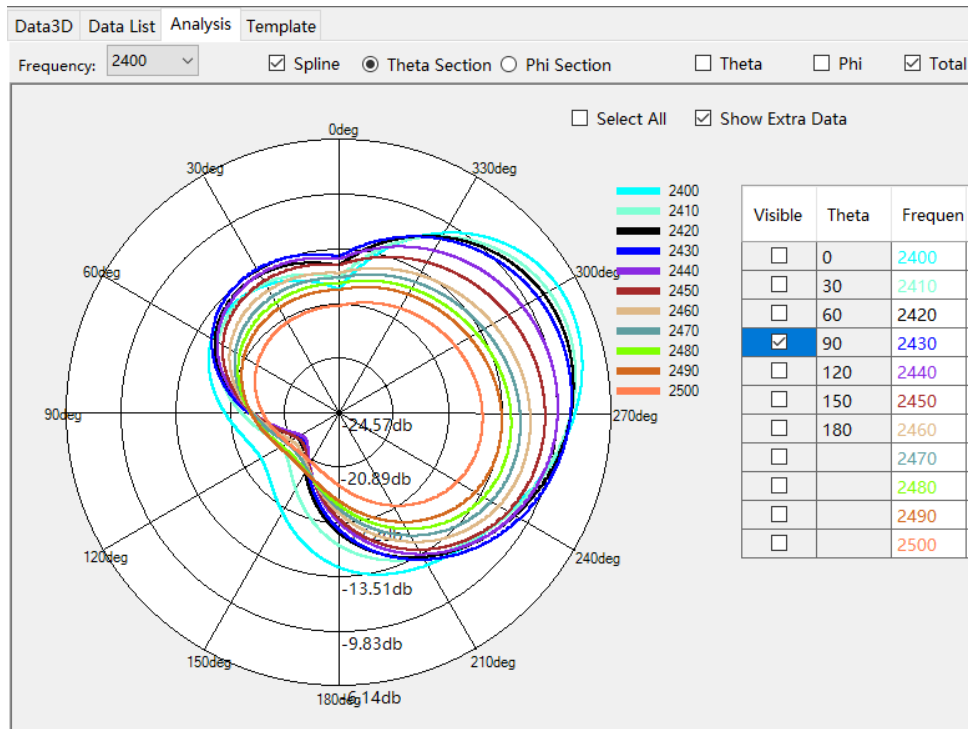 Data3D Data List Analysis Template
Frequency: 2400 Spline Theta Section Phi Section Theta Phi Total
Select All Show Extra Data
0deg
30deg
330deg
60deg
300deg
90deg
270deg
120deg
240deg
150deg
210deg
180deg
-24.57db
-20.89db
-13.51db
-9.83db
-6.14db
2400
2410
2420
2430
2440
2450
2460
2470
2480
2490
2500
Visible Theta Frequen
0 2400
30 2410
60 2420
90 2430
120 2440
150 2450
180 2460
2470
2480
2490
2500